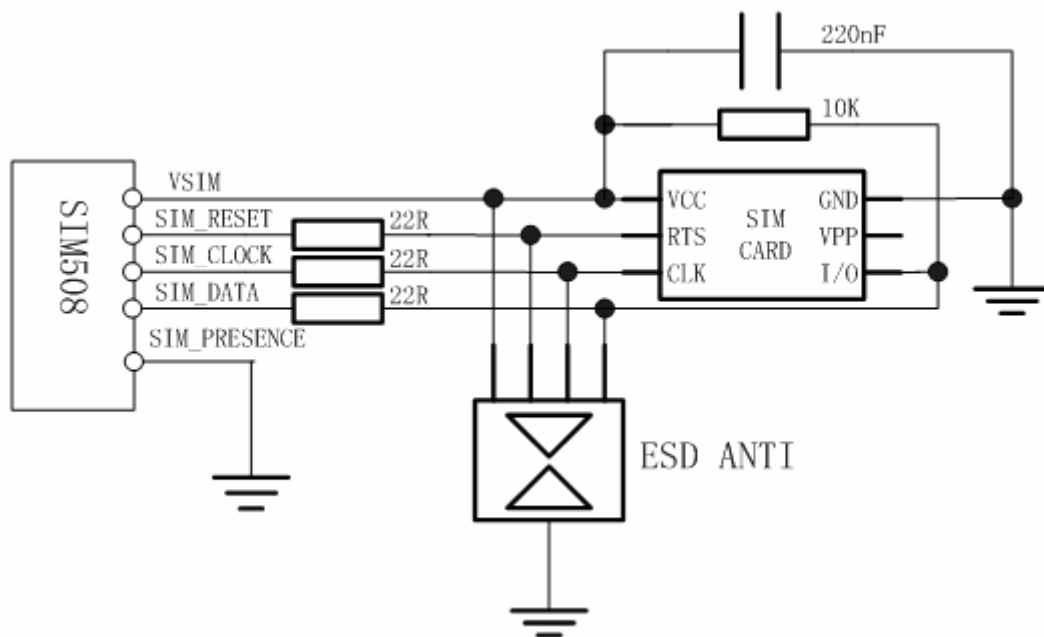 220nF
10K
SIM508
VSIM
SIM_RESET
22R
SIM_CLOCK
22R
SIM_DATA
22R
SIM_PRESENCE
VCC
RTS
CLK
SIM
CARD
GND
VPP
I/O
ESD ANTI